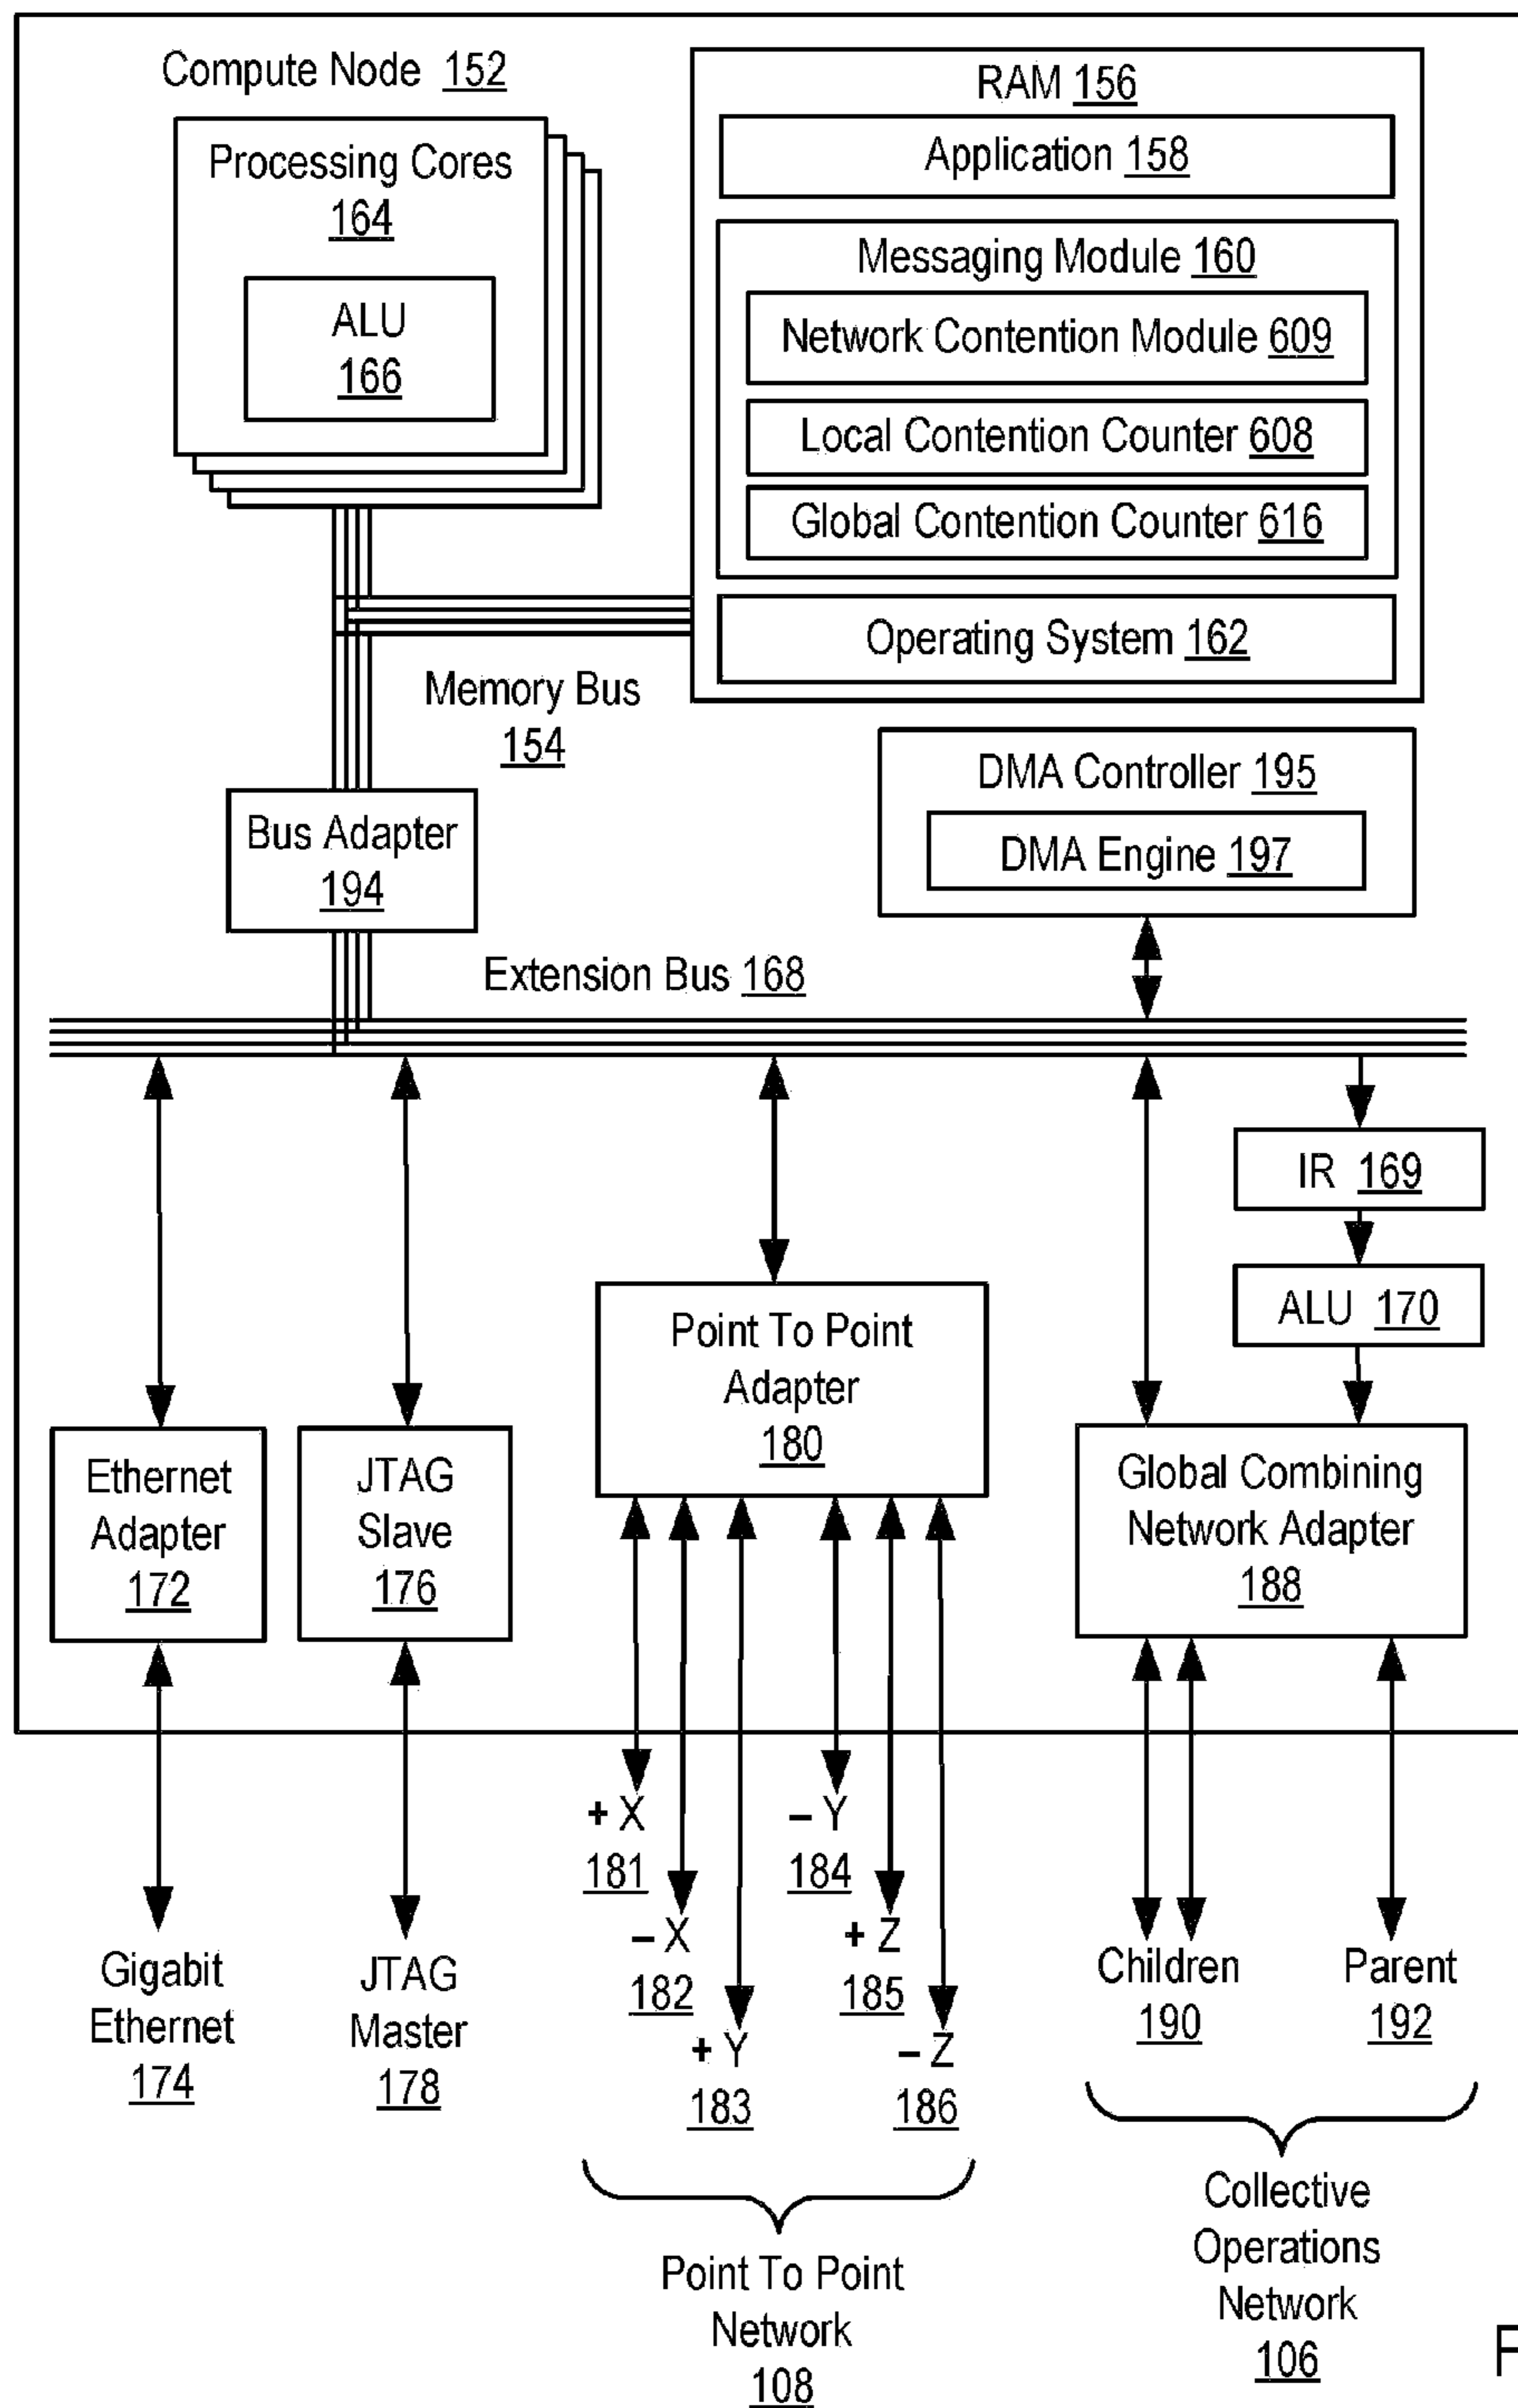 Compute Node 152
Processing Cores
164
ALU
166
RAM 156
Application 158
Messaging Module 160
Network Contention Module 609
Local Contention Counter 608
Global Contention Counter 616
Operating System 162
Memory Bus
154
DMA Controller 195
DMA Engine 197
Bus Adapter
194
Extension Bus 168
IR 169
ALU 170
Point To Point
Adapter
180
Ethernet
Adapter
172
JTAG
Slave
176
Global Combining
Network Adapter
188
+ X
181
– X
182
+ Y
183
– Y
184
+ Z
185
– Z
186
Gigabit
Ethernet
174
JTAG
Master
178
Children
190
Parent
192
Point To Point
Network
108
Collective
Operations
Network
106
F